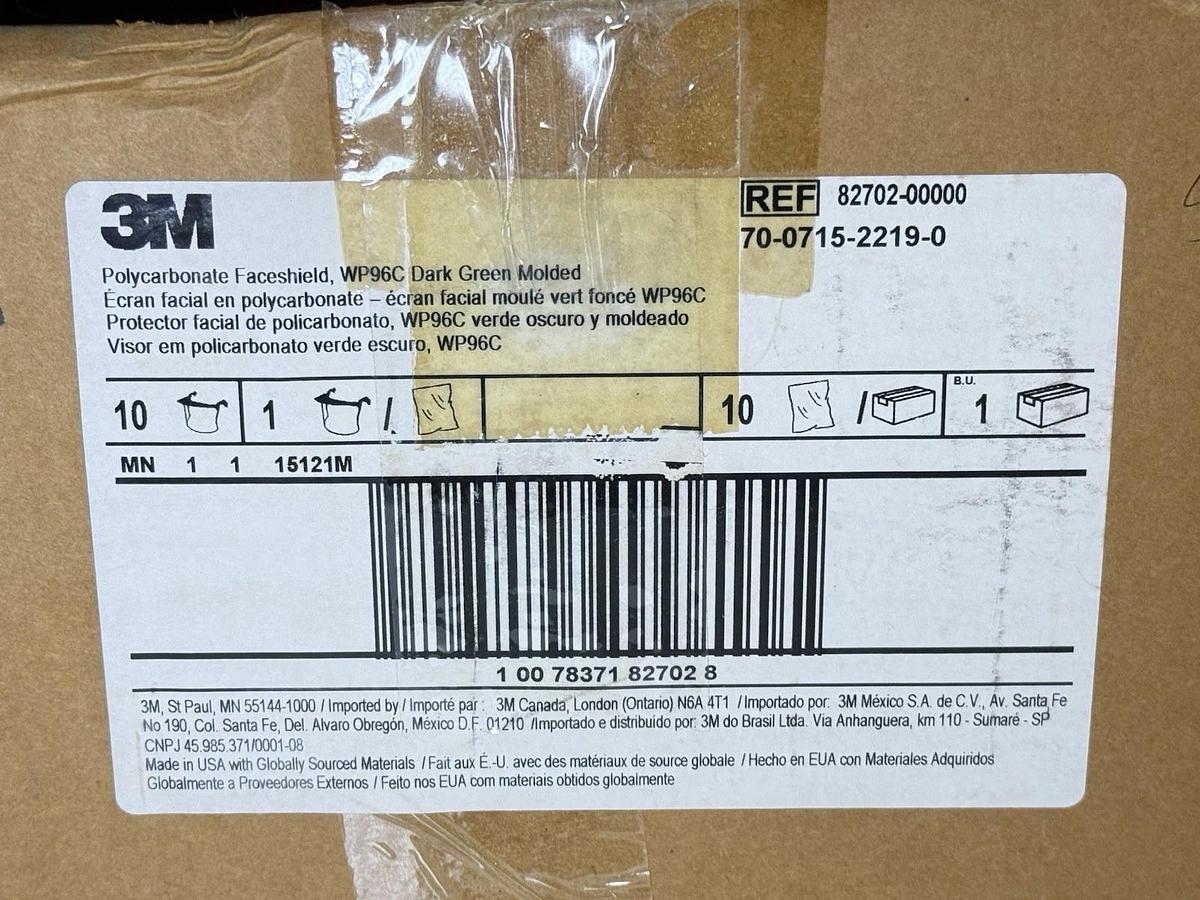 3M
REF 82702-00000
70-0715-2219-0
Polycarbonate Faceshield, WP96C Dark Green Molded
Écran facial en polycarbonate – écran facial moulé vert foncé WP96C
Protector facial de policarbonato, WP96C verde oscuro y moldeado
Visor em policarbonato verde escuro, WP96C
B.U.
10 1 / 10 / 1
MN 1 1 15121M
1 00 78371 82702 8
3M, St Paul, MN 55144-1000 / Imported by / Importé par : 3M Canada, London (Ontario) N6A 4T1 / Importado por: 3M México S.A. de C.V., Av. Santa Fe
No 190, Col. Santa Fe, Del. Alvaro Obregón, México D.F. 01210 /Importado e distribuido por: 3M do Brasil Ltda. Via Anhanguera, km 110 - Sumaré - SP
CNPJ 45.985.371/0001-08
Made in USA with Globally Sourced Materials / Fait aux É.-U. avec des matériaux de source globale / Hecho en EUA con Materiales Adquiridos
Globalmente a Proveedores Externos / Feito nos EUA com materiais obtidos globalmente